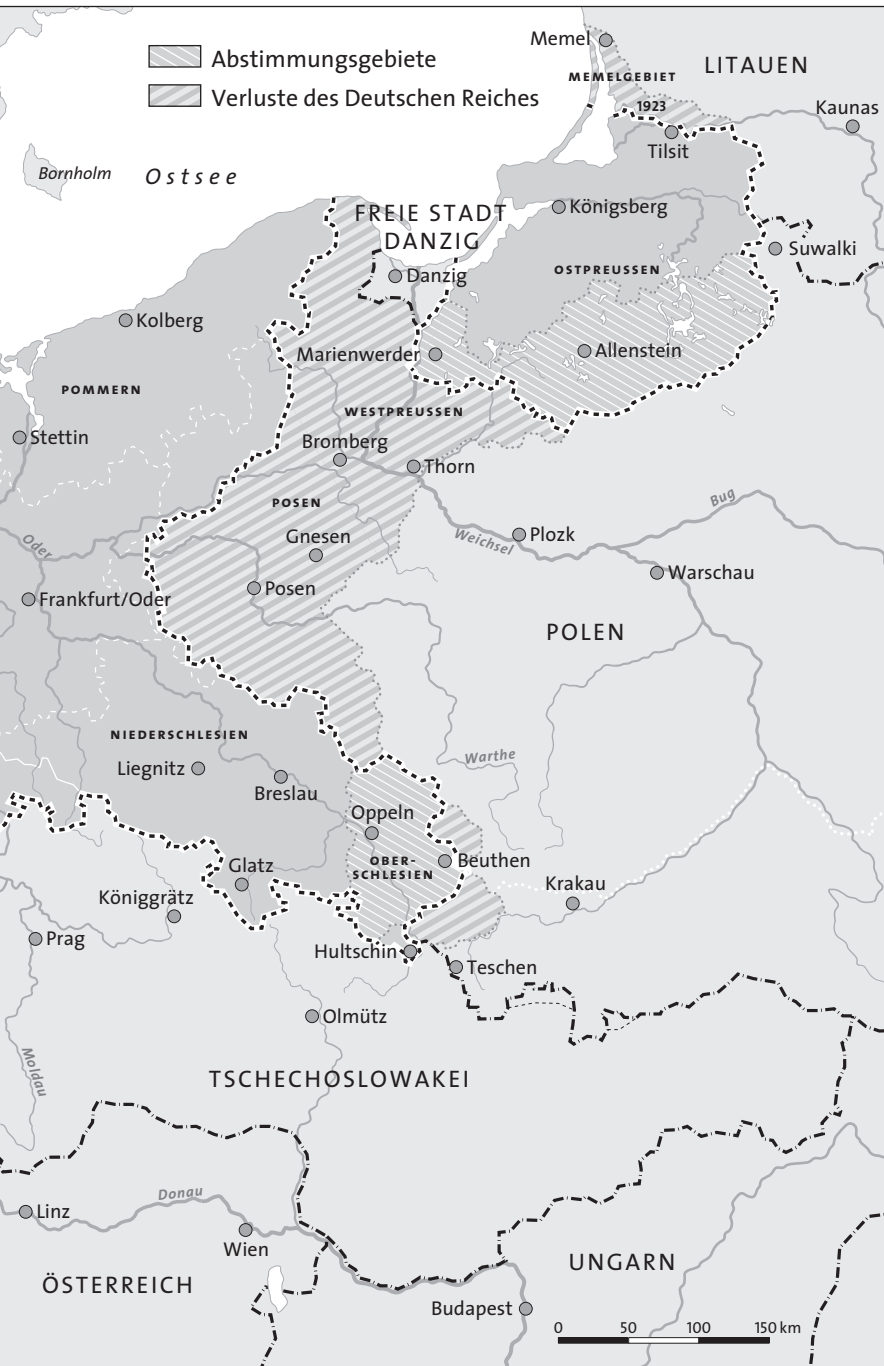 Abstimmungsgebiete
Verluste des Deutschen Reiches
Memel
MEMELGEBIET
1923
LITAUEN
Kaunas
Tilsit
Bornholm
Ostsee
FREIE STADT
DANZIG
Königsberg
Danzig
OSTPREUSSEN
Suwalki
Kolberg
Marienwerder
Allenstein
POMMERN
WESTPREUSSEN
Stettin
Bromberg
Thorn
POSEN
Bug
Oder
Gnesen
Weichsel
Plozk
Warschau
Frankfurt/Oder
Posen
POLEN
NIEDERSCHLESIEN
Warthe
Liegnitz
Breslau
Oppeln
OBER-
SCHLESIEN
Beuthen
Glatz
Krakau
Königgrätz
Prag
Hultschin
Teschen
Olmütz
Moldau
TSCHECHOSLOWAKEI
Donau
Linz
Wien
UNGARN
ÖSTERREICH
Budapest
0 50 100 150 km